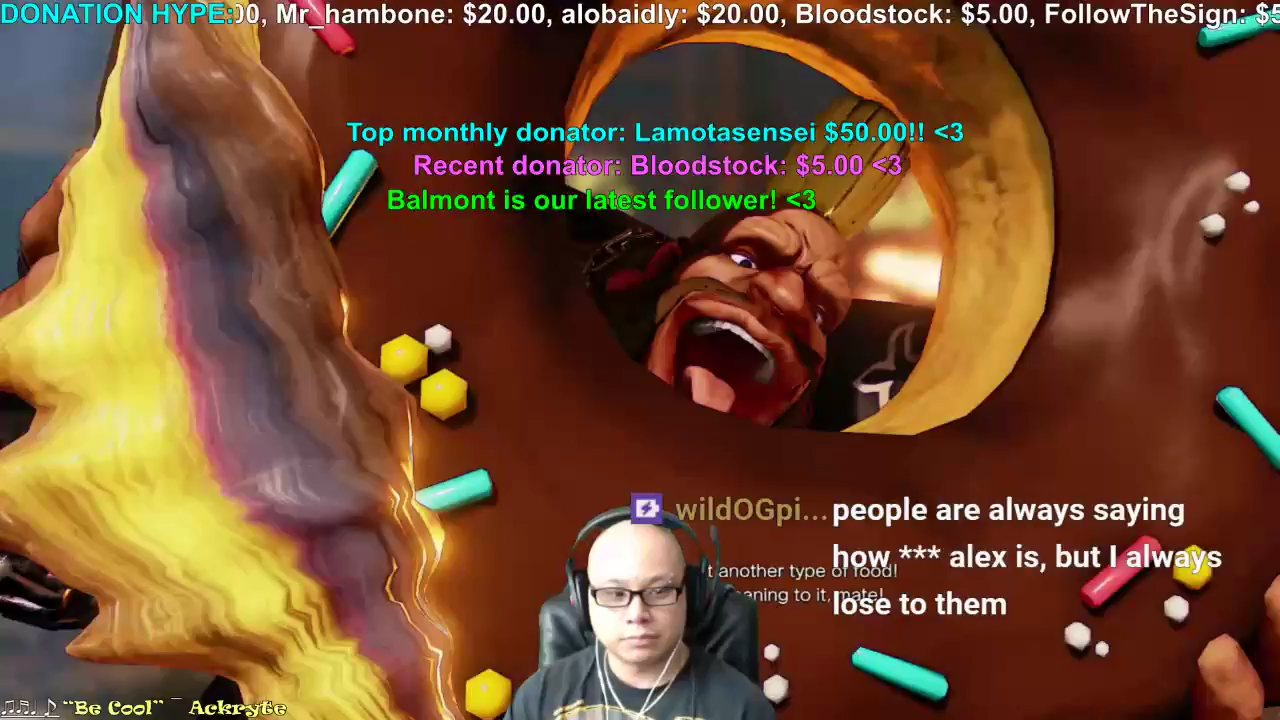 DONATION HYPE:00, Mr_hambone: $20.00, alobaidly: $20.00, Bloodstock: $5.00, FollowTheSign: $5
Top monthly donator: Lamotasensei $50.00!! <3
Recent donator: Bloodstock: $5.00 <3
Balmont is our latest follower! <3
wildOGpi... people are always saying
how *** alex is, but I always
lose to them
t another type of food!
eaning to it, mate!
♫♫ ♪ "Be Cool" ¯ Ackryte